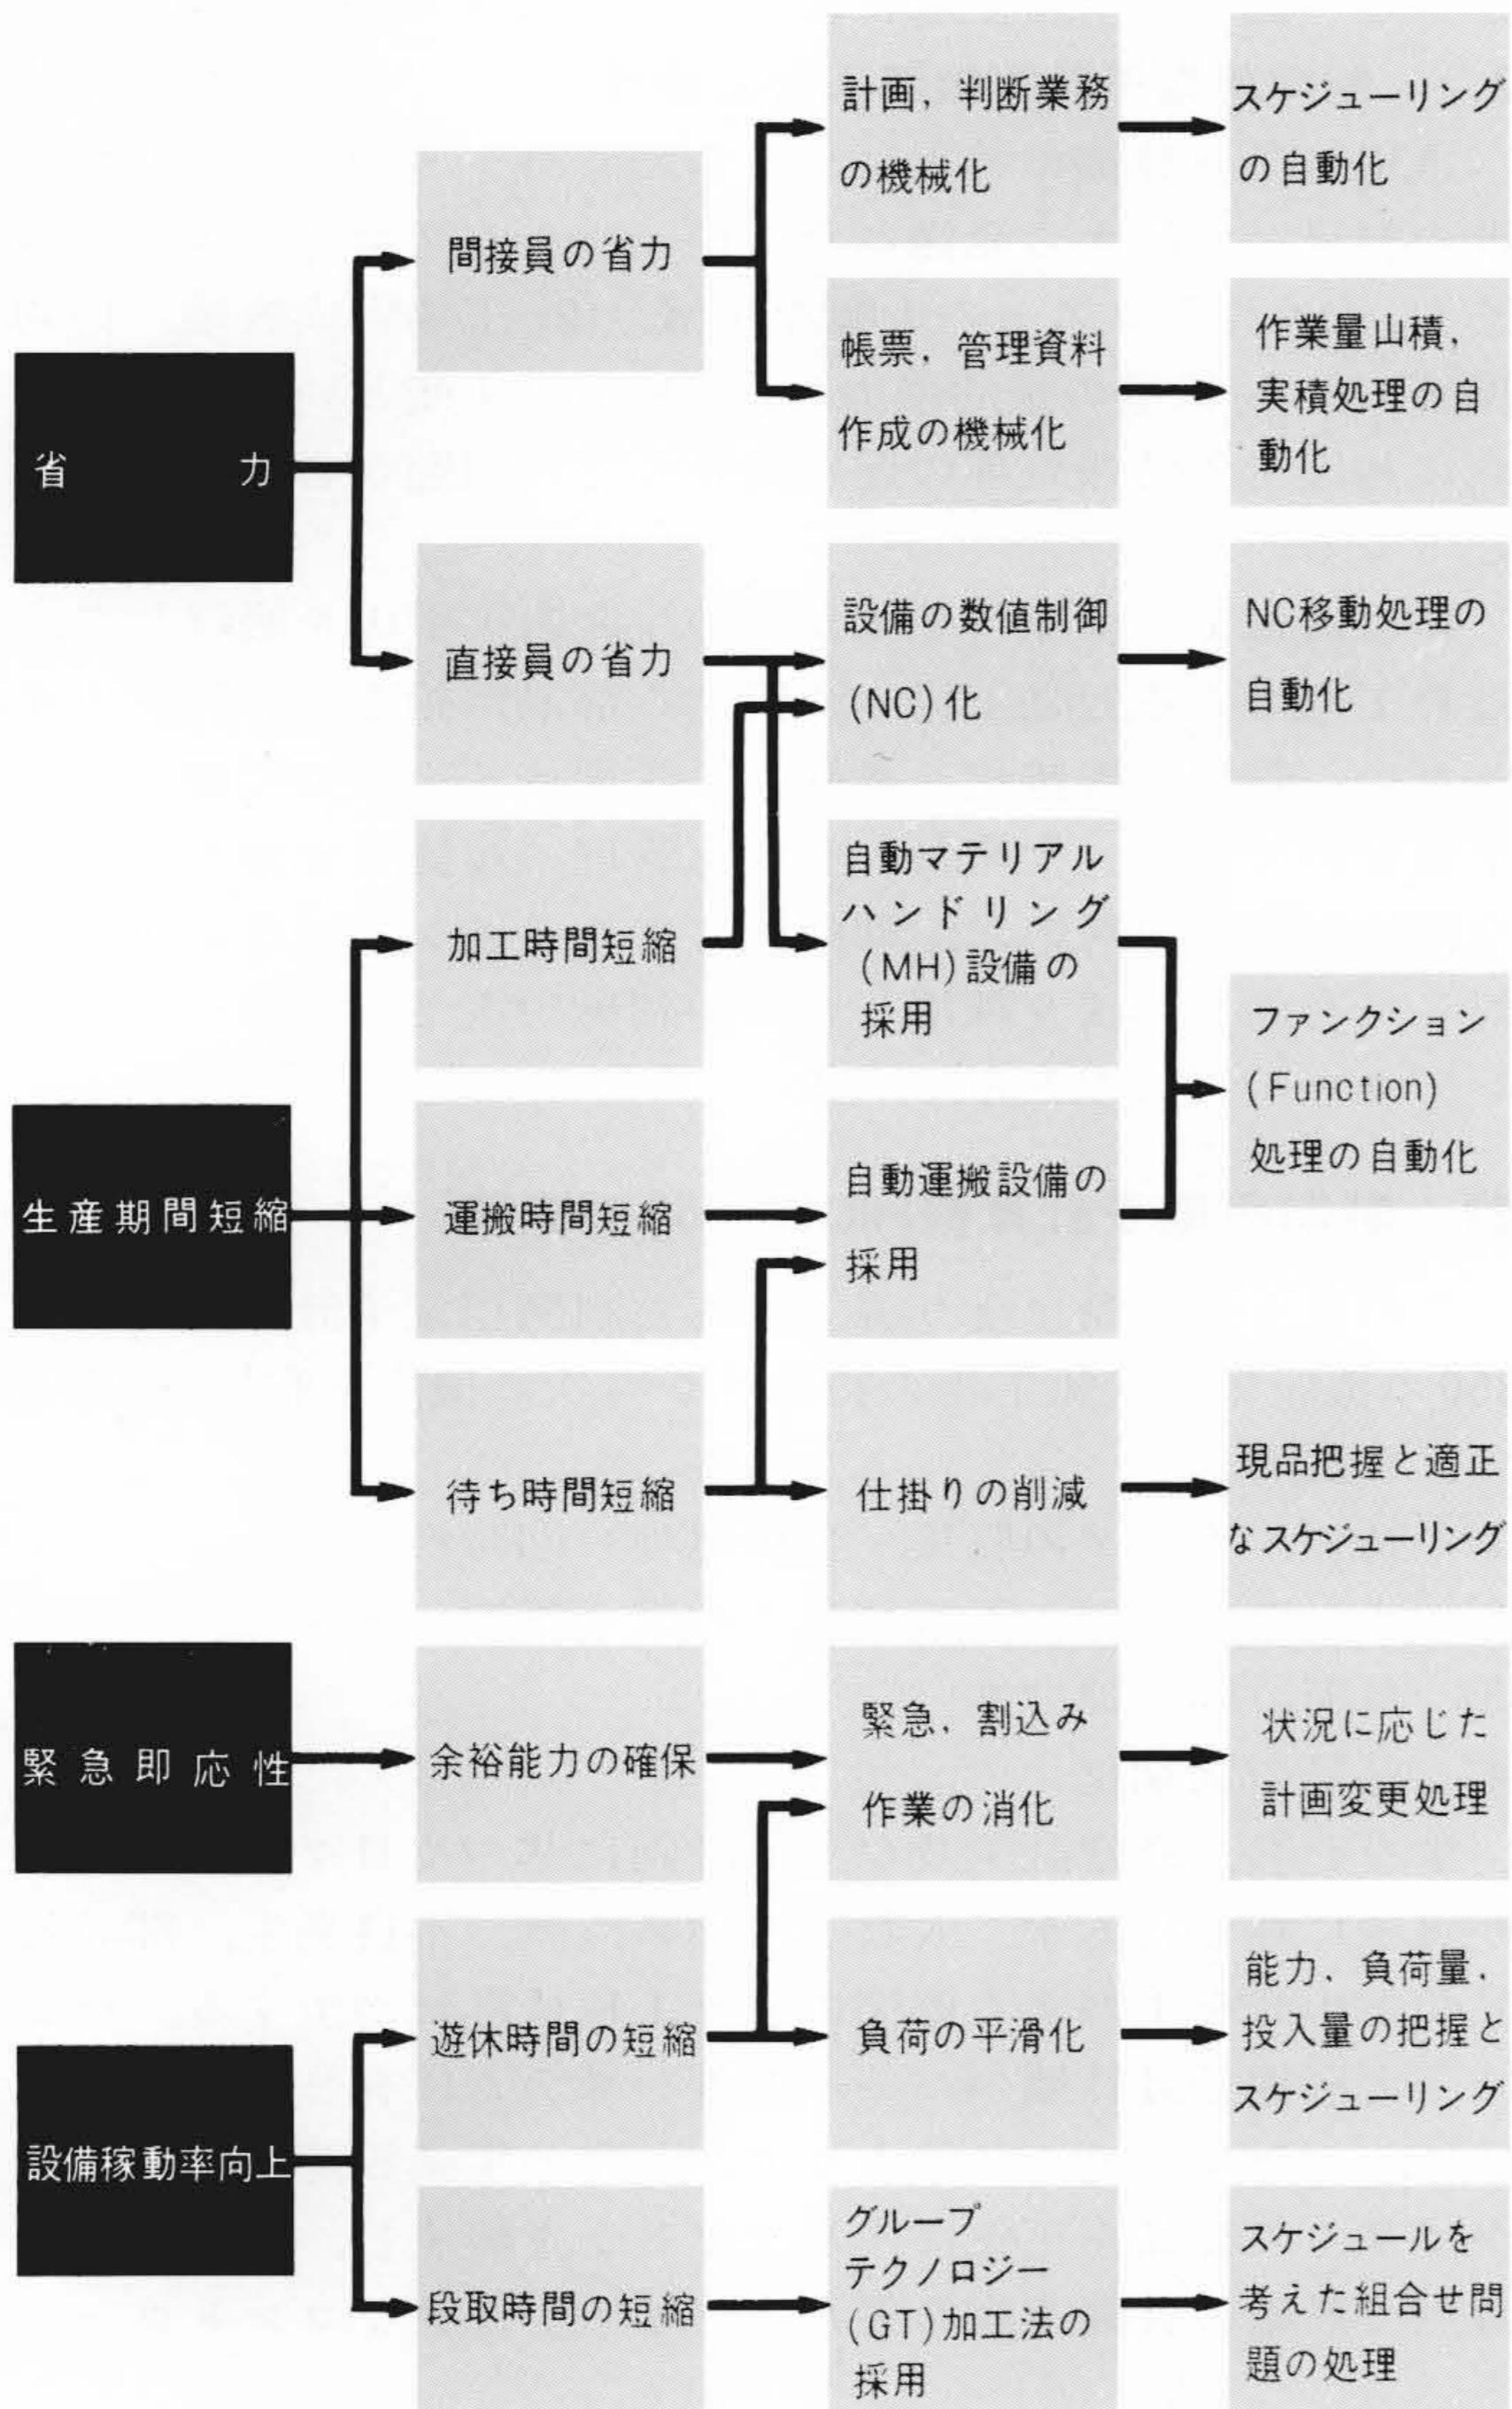 省力
間接員の省力
計画，判断業務
の機械化
スケジューリング
の自動化
帳票，管理資料
作成の機械化
作業量山積，
実積処理の自
動化
直接員の省力
設備の数値制御
(NC)化
NC移動処理の
自動化
生産期間短縮
加工時間短縮
自動マテリアル
ハンドリング
(MH)設備の
採用
ファンクション
(Function)
処理の自動化
運搬時間短縮
自動運搬設備の
採用
待ち時間短縮
仕掛りの削減
現品把握と適正
なスケジューリング
緊急即応性
余裕能力の確保
緊急，割込み
作業の消化
状況に応じた
計画変更処理
設備稼動率向上
遊休時間の短縮
負荷の平滑化
能力，負荷量，
投入量の把握と
スケジューリング
段取時間の短縮
グループ
テクノロジー
(GT)加工法の
採用
スケジュールを
考えた組合せ問
題の処理